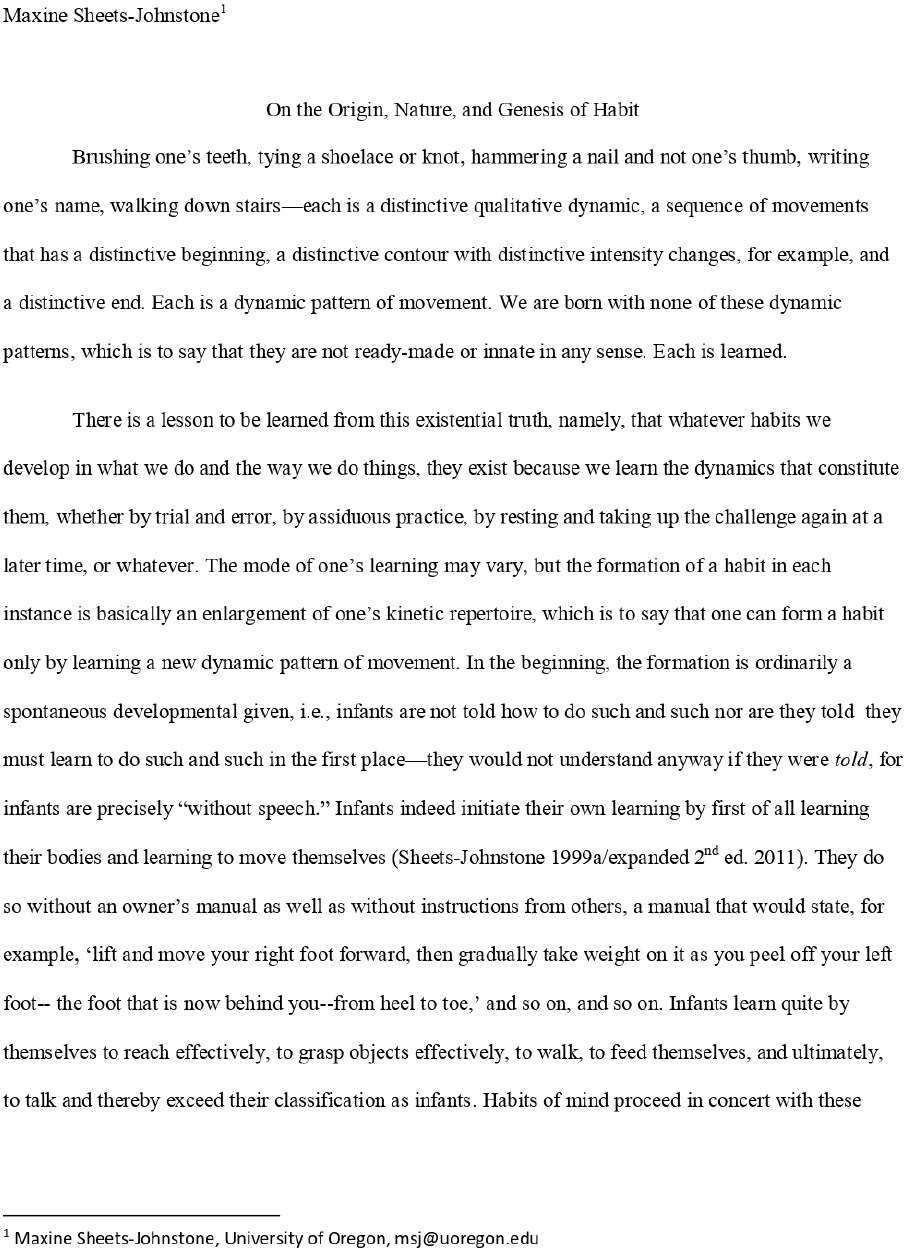 Maxine Sheets-Johnstone1
On the Origin, Nature, and Genesis of Habit
Brushing one’s teeth, tying a shoelace or knot, hammering a nail and not one’s thumb, writing
one’s name, walking down stairs—each is a distinctive qualitative dynamic, a sequence of movements
that has a distinctive beginning, a distinctive contour with distinctive intensity changes, for example, and
a distinctive end. Each is a dynamic pattern of movement. We are born with none of these dynamic
patterns, which is to say that they are not ready-made or innate in any sense. Each is learned.
There is a lesson to be learned from this existential truth, namely, that whatever habits we
develop in what we do and the way we do things, they exist because we learn the dynamics that constitute
them, whether by trial and error, by assiduous practice, by resting and taking up the challenge again at a
later time, or whatever. The mode of one’s learning may vary, but the formation of a habit in each
instance is basically an enlargement of one’s kinetic repertoire, which is to say that one can form a habit
only by learning a new dynamic pattern of movement. In the beginning, the formation is ordinarily a
spontaneous developmental given, i.e., infants are not told how to do such and such nor are they told  they
must learn to do such and such in the first place—they would not understand anyway if they were told, for
infants are precisely “without speech.” Infants indeed initiate their own learning by first of all learning
their bodies and learning to move themselves (Sheets-Johnstone 1999a/expanded 2nd ed. 2011). They do
so without an owner’s manual as well as without instructions from others, a manual that would state, for
example, ‘lift and move your right foot forward, then gradually take weight on it as you peel off your left
foot-- the foot that is now behind you--from heel to toe,’ and so on, and so on. Infants learn quite by
themselves to reach effectively, to grasp objects effectively, to walk, to feed themselves, and ultimately,
to talk and thereby exceed their classification as infants. Habits of mind proceed in concert with these
1 Maxine Sheets-Johnstone, University of Oregon, msj@uoregon.edu